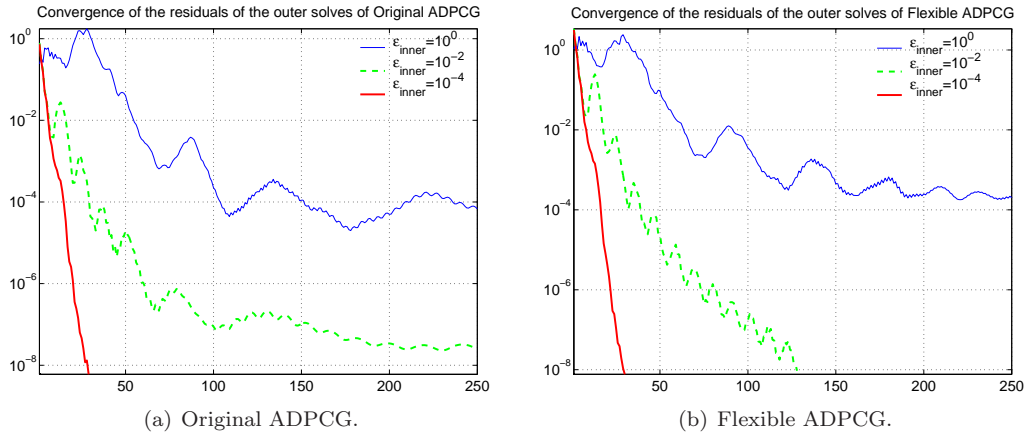 Convergence of the residuals of the outer solves of Original ADPCG
10^0
10^−2
10^−4
10^−6
10^−8
50
100
150
200
250
ε_inner=10^0
ε_inner=10^−2
ε_inner=10^−4
(a) Original ADPCG.
Convergence of the residuals of the outer solves of Flexible ADPCG
10^0
10^−2
10^−4
10^−6
10^−8
50
100
150
200
250
ε_inner=10^0
ε_inner=10^−2
ε_inner=10^−4
(b) Flexible ADPCG.